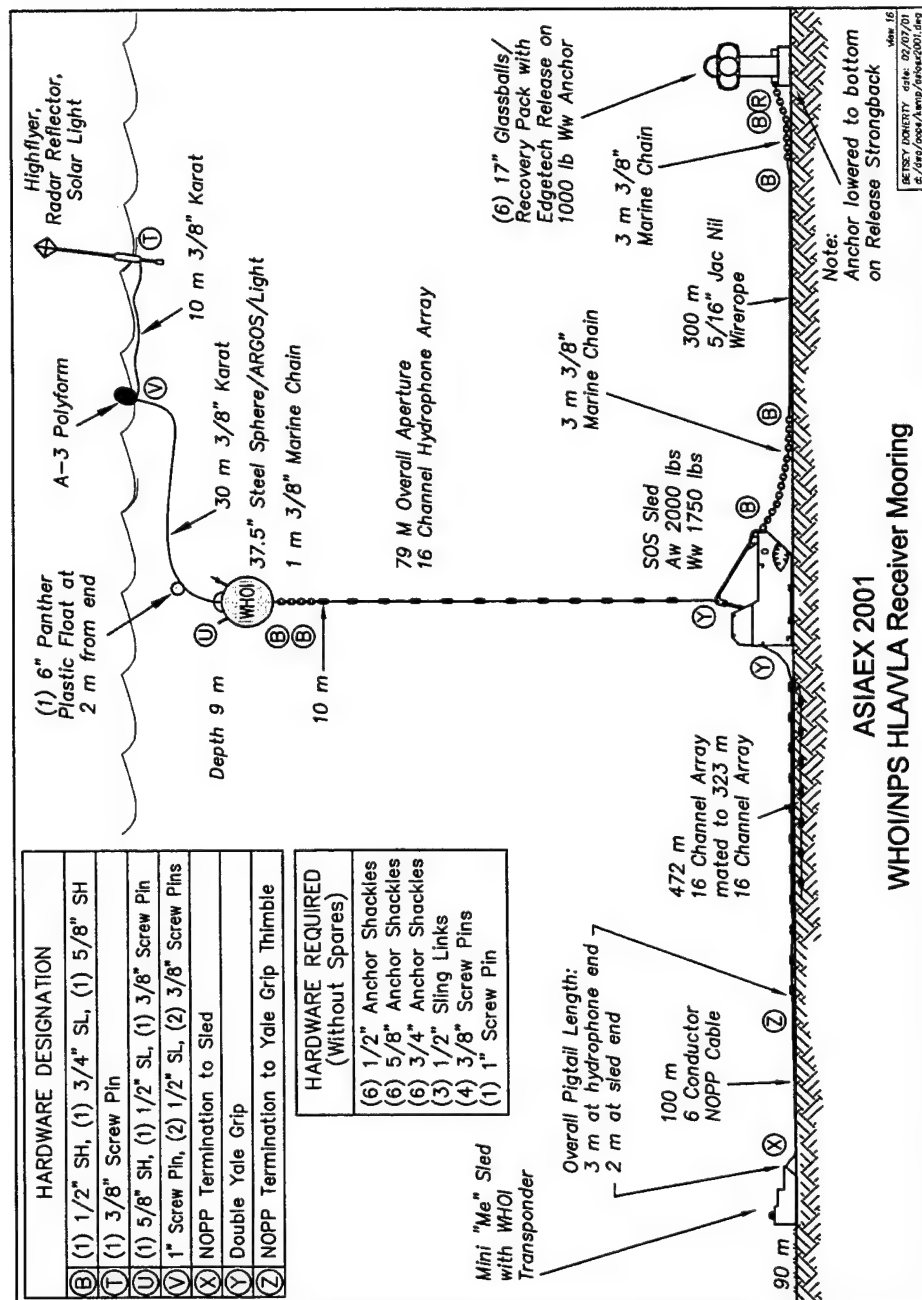 HARDWARE DESIGNATION
B (1) 1/2" SH, (1) 3/4" SL, (1) 5/8" SH
T (1) 3/8" Screw Pin
U (1) 5/8" SH, (1) 1/2" SL, (1) 3/8" Screw Pin
V 1" Screw Pin, (2) 1/2" SL, (2) 3/8" Screw Pins
X NOPP Termination to Sled
Y Double Yale Grip
Z NOPP Termination to Yale Grip Thimble
HARDWARE REQUIRED
(Without Spares)
(6) 1/2" Anchor Shackles
(6) 5/8" Anchor Shackles
(6) 3/4" Anchor Shackles
(3) 1/2" Sling Links
(4) 3/8" Screw Pins
(1) 1" Screw Pin
(1) 6" Panther
Plastic Float at
2 m from end
A-3 Polyform
Highflyer,
Radar Reflector,
Solar Light
T
10 m 3/8" Karat
V
30 m 3/8" Karat
U
WHOI
37.5" Steel Sphere/ARGOS/Light
Depth 9 m
B
B
1 m 3/8" Marine Chain
10 m
79 M Overall Aperture
16 Channel Hydrophone Array
Mini "Me" Sled
with WHOI
Transponder
Overall Pigtail Length:
3 m at hydrophone end
2 m at sled end
100 m
6 Conductor
NOPP Cable
472 m
16 Channel Array
mated to 323 m
16 Channel Array
Y
Y
SOS Sled
Aw 2000 lbs
Ww 1750 lbs
B
3 m 3/8"
Marine Chain
B
300 m
5/16" Jac Nil
Wirerope
(6) 17" Glassballs/
Recovery Pack with
Edgetech Release on
1000 lb Ww Anchor
3 m 3/8"
Marine Chain
B
B
R
90 m
X
Z
Note:
Anchor lowered to bottom
on Release Strongback
ASIAEX 2001
WHOI/NPS HLA/VLA Receiver Mooring
view 16
BETSEY DOHERTY date: 02/07/01